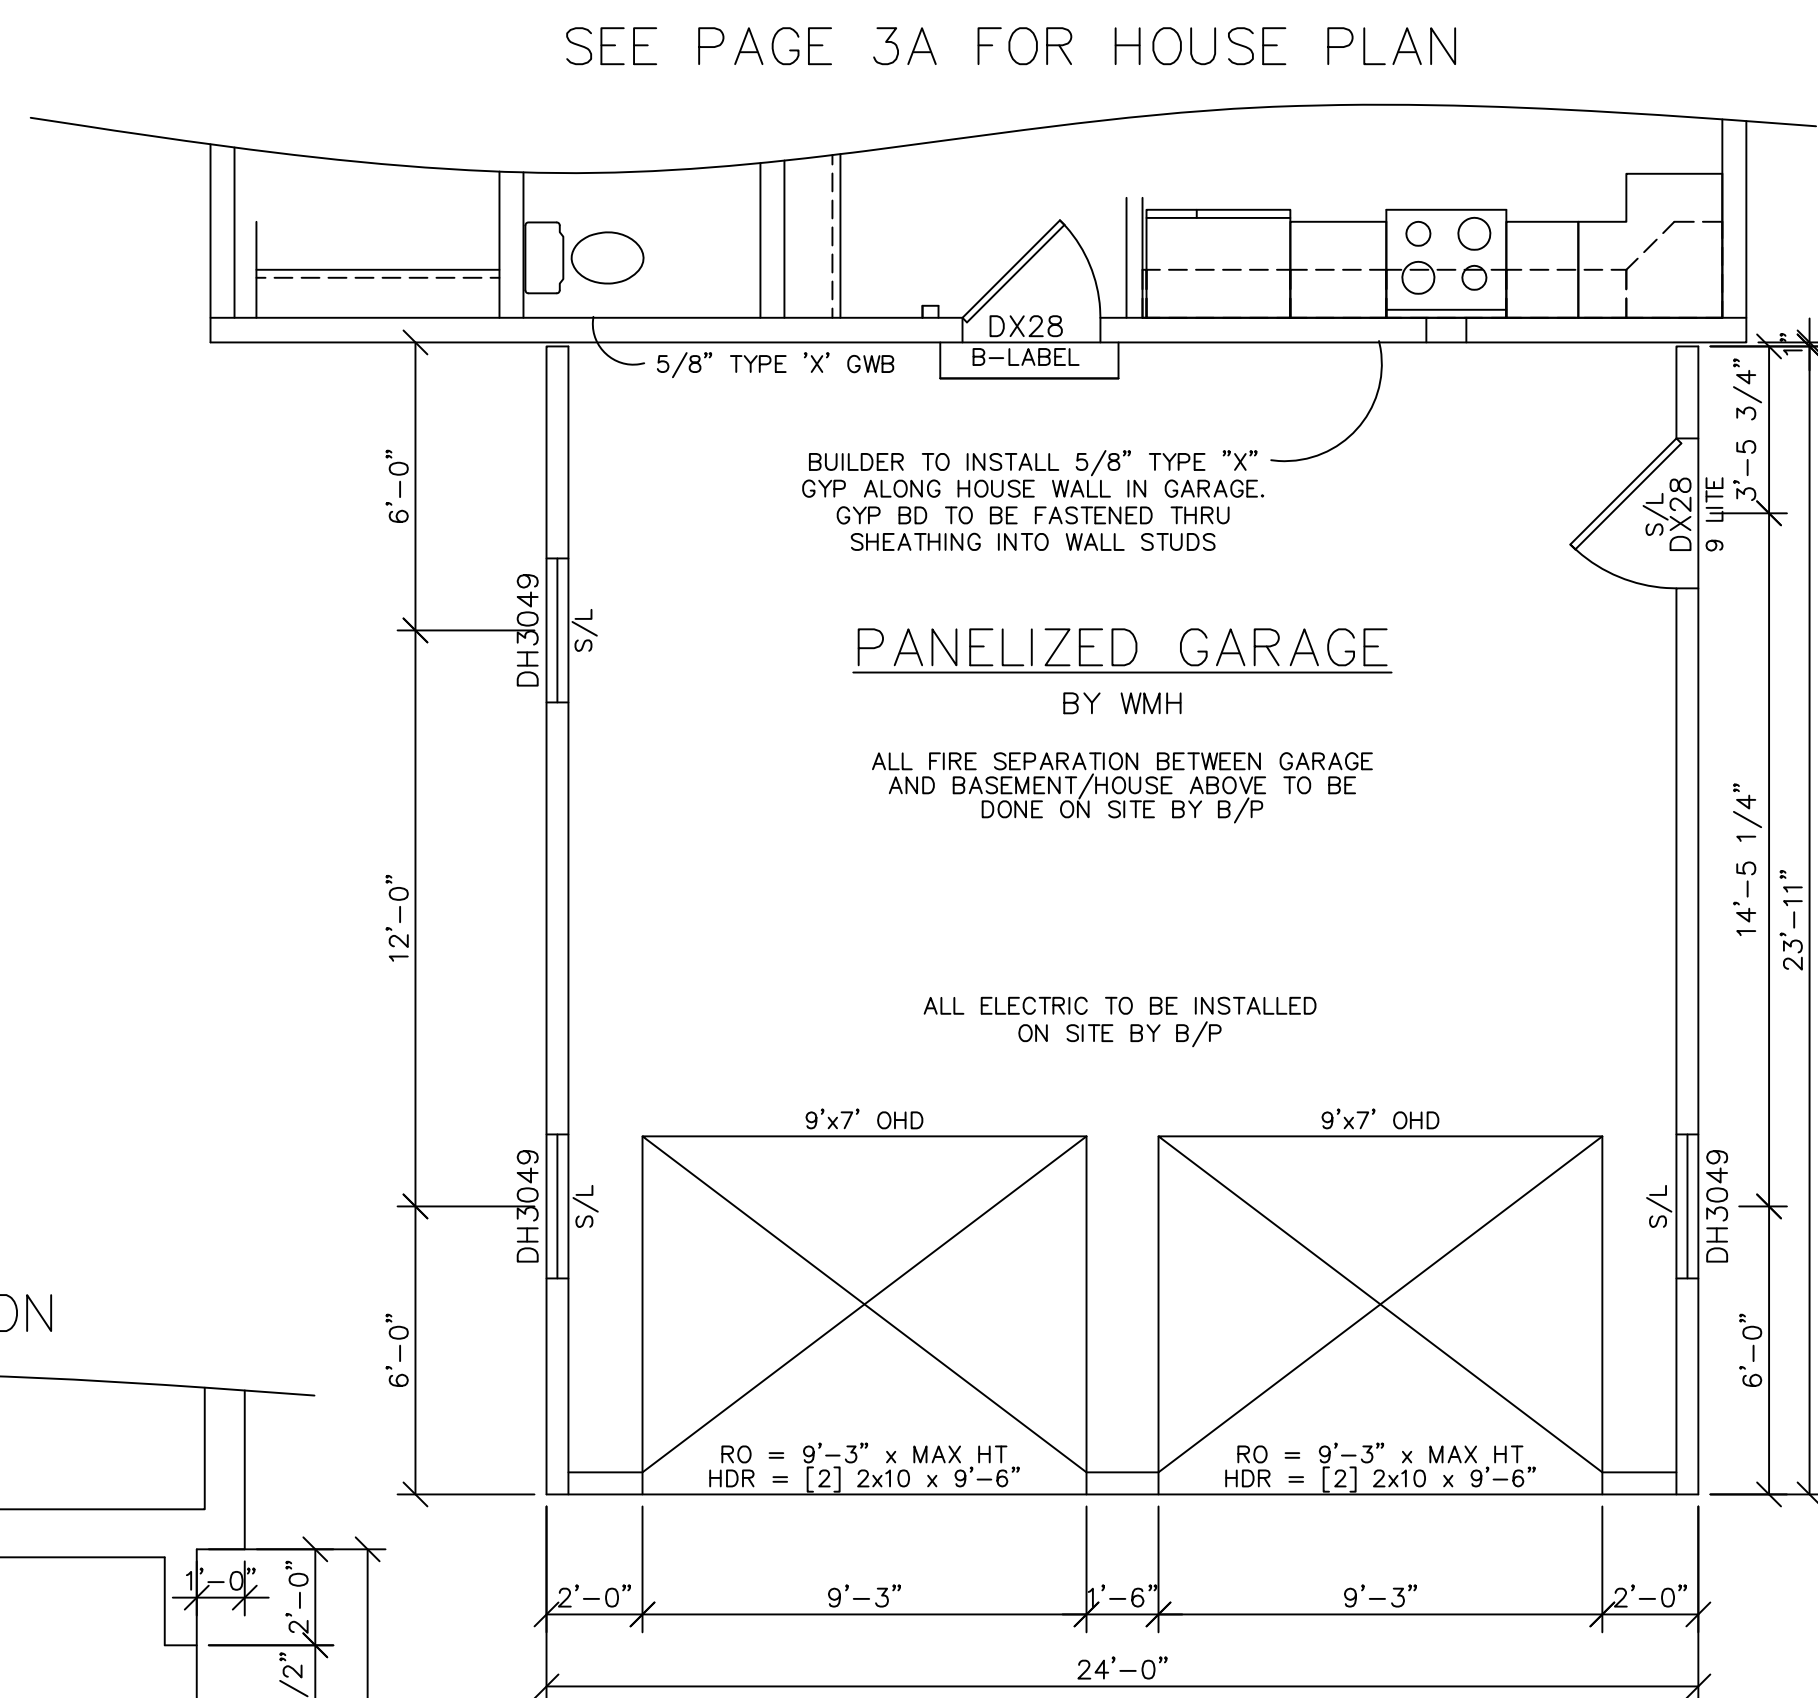 SEE PAGE 3A FOR HOUSE PLAN
DX28
B-LABEL
5/8" TYPE 'X' GWB
1"
3'-5 3/4"
6'-0"
BUILDER TO INSTALL 5/8" TYPE "X"
GYP ALONG HOUSE WALL IN GARAGE.
GYP BD TO BE FASTENED THRU
SHEATHING INTO WALL STUDS
S/L
DX28
9 LITE
DH3049
S/L
PANELIZED GARAGE
BY WMH
ALL FIRE SEPARATION BETWEEN GARAGE
AND BASEMENT/HOUSE ABOVE TO BE
DONE ON SITE BY B/P
12'-0"
14'-5 1/4"
23'-11"
ALL ELECTRIC TO BE INSTALLED
ON SITE BY B/P
9'x7' OHD
9'x7' OHD
DH3049
S/L
S/L
DH3049
ON
6'-0"
6'-0"
RO = 9'-3" x MAX HT
HDR = [2] 2x10 x 9'-6"
RO = 9'-3" x MAX HT
HDR = [2] 2x10 x 9'-6"
1'-0"
2'-0"
2'-0"
9'-3"
1'-6"
9'-3"
2'-0"
/2"
24'-0"